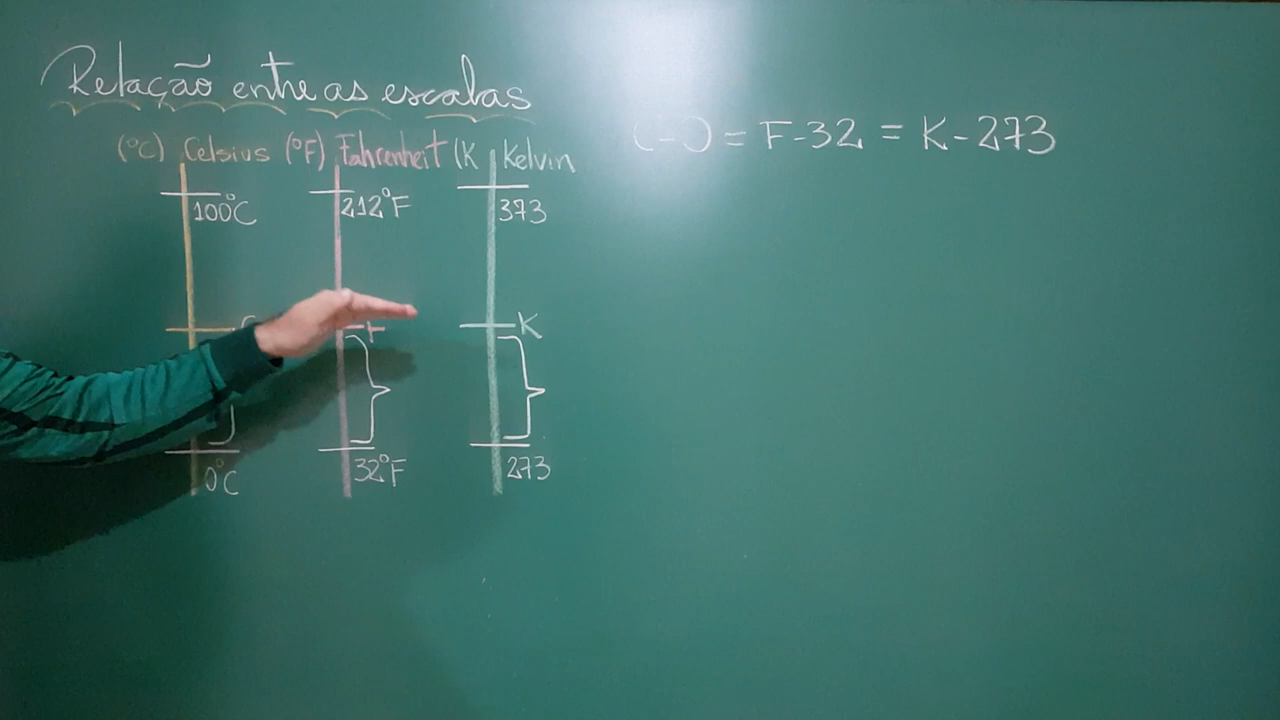 Relação entre as escalas
(°C) Celsius (°F) Fahrenheit (K Kelvin
100°C 212°F 373
K
0°C 32°F 273
= F-32 = K-273